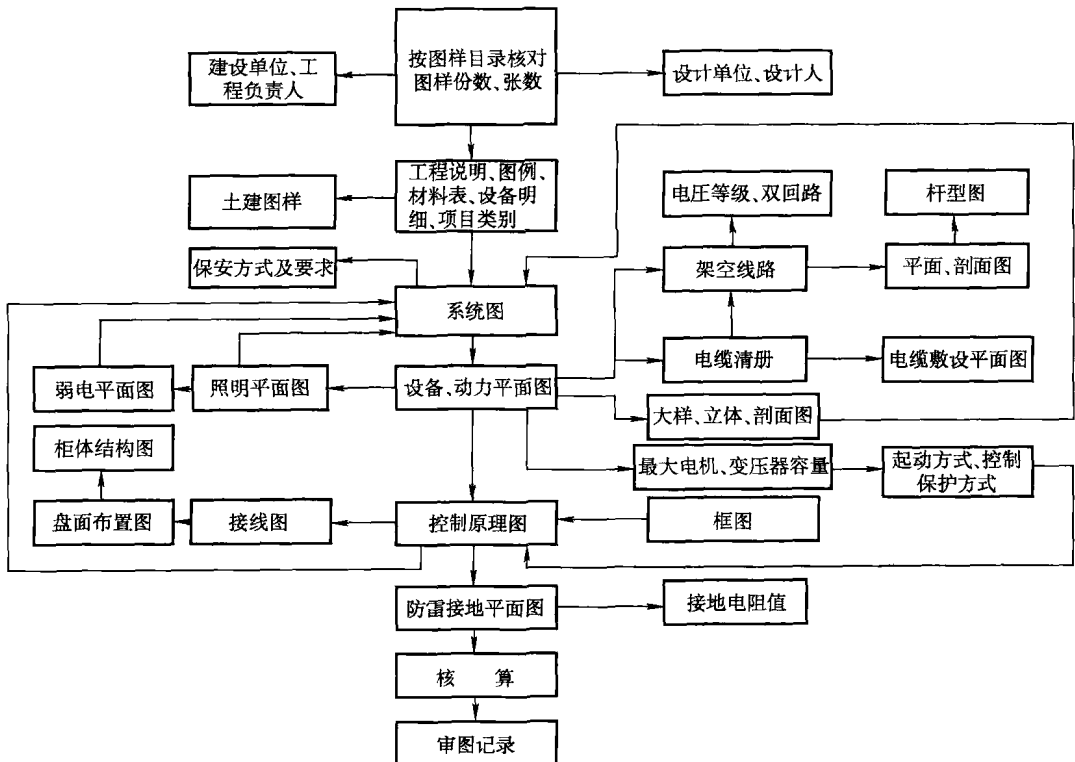 按图样目录核对
图样份数、张数
建设单位、工
程负责人
设计单位、设计人
工程说明、图例、
材料表、设备明
细、项目类别
土建图样
电压等级、双回路
杆型图
保安方式及要求
架空线路
平面、剖面图
系统图
电缆清册
电缆敷设平面图
弱电平面图
照明平面图
设备、动力平面图
大样、立体、剖面图
柜体结构图
最大电机、变压器容量
起动方式、控制
保护方式
盘面布置图
接线图
控制原理图
框图
防雷接地平面图
接地电阻值
核 算
审图记录